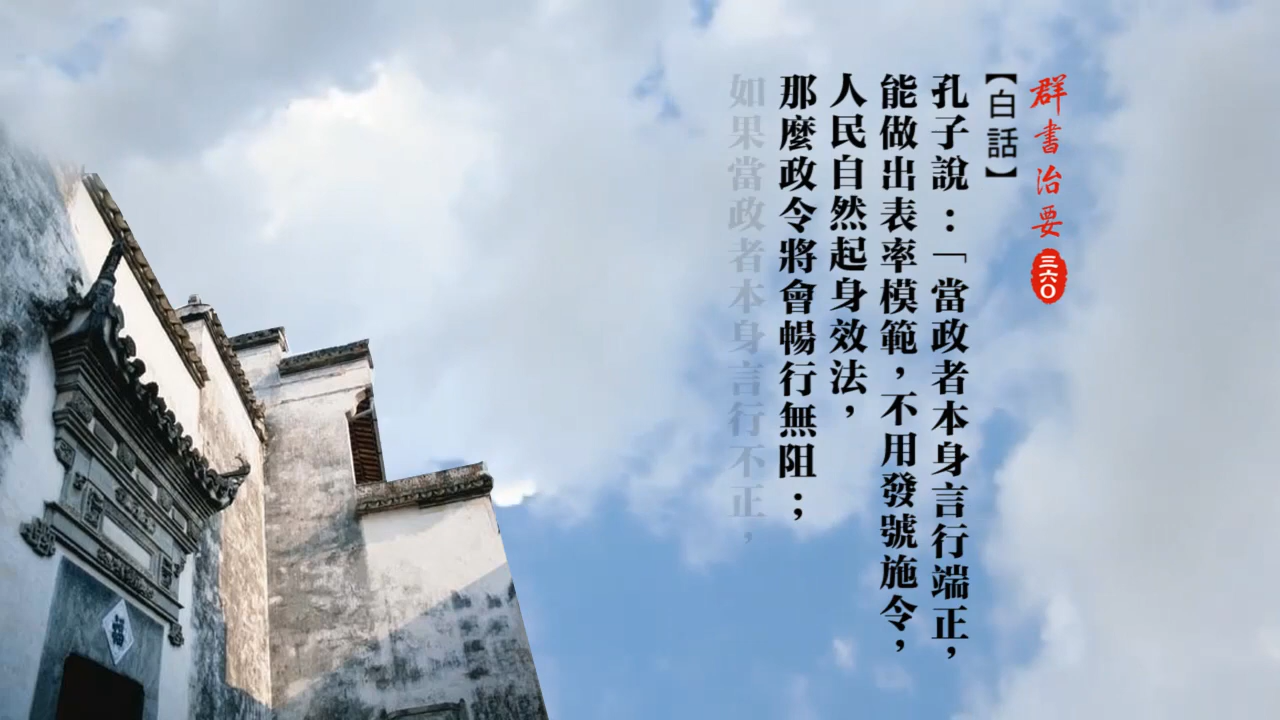 群書治要三六〇
【白話】
孔子說：「當政者本身言行端正，
能做出表率模範，不用發號施令，
人民自然起身效法，
那麼政令將會暢行無阻；
如果當政者本身言行不正，
福